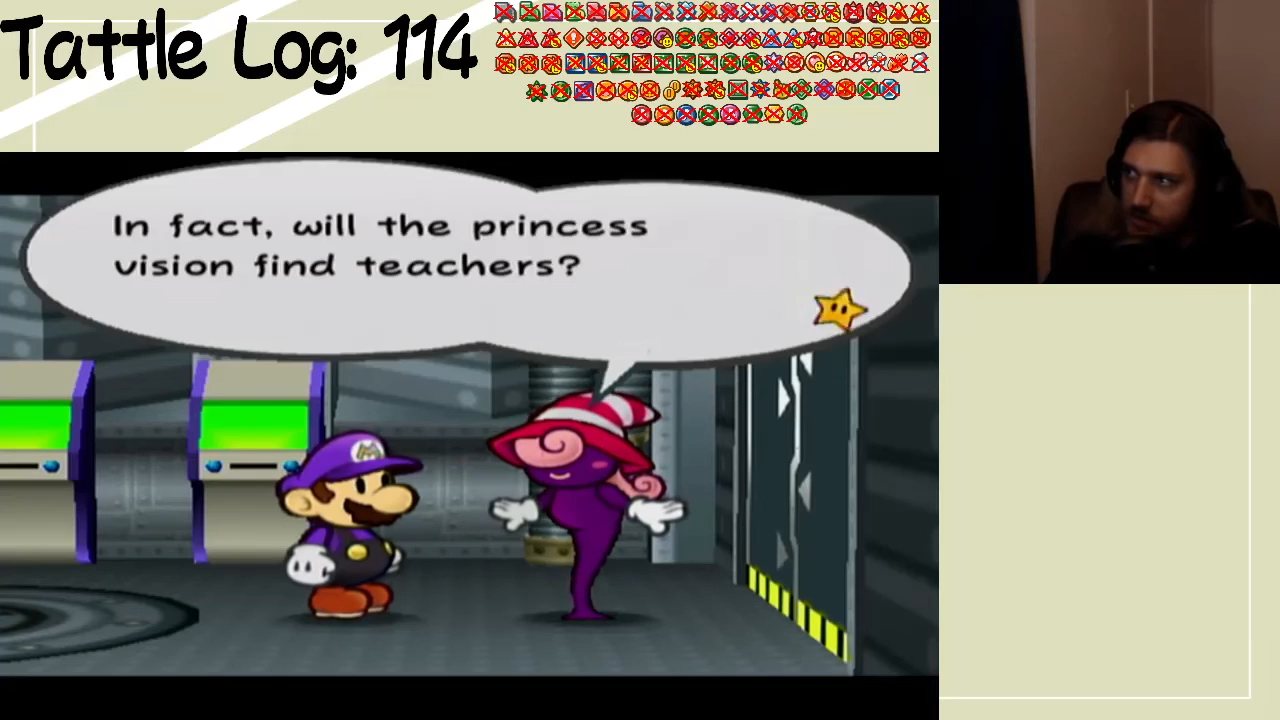 Tattle Log: 114
In fact, will the princess
vision find teachers?
M